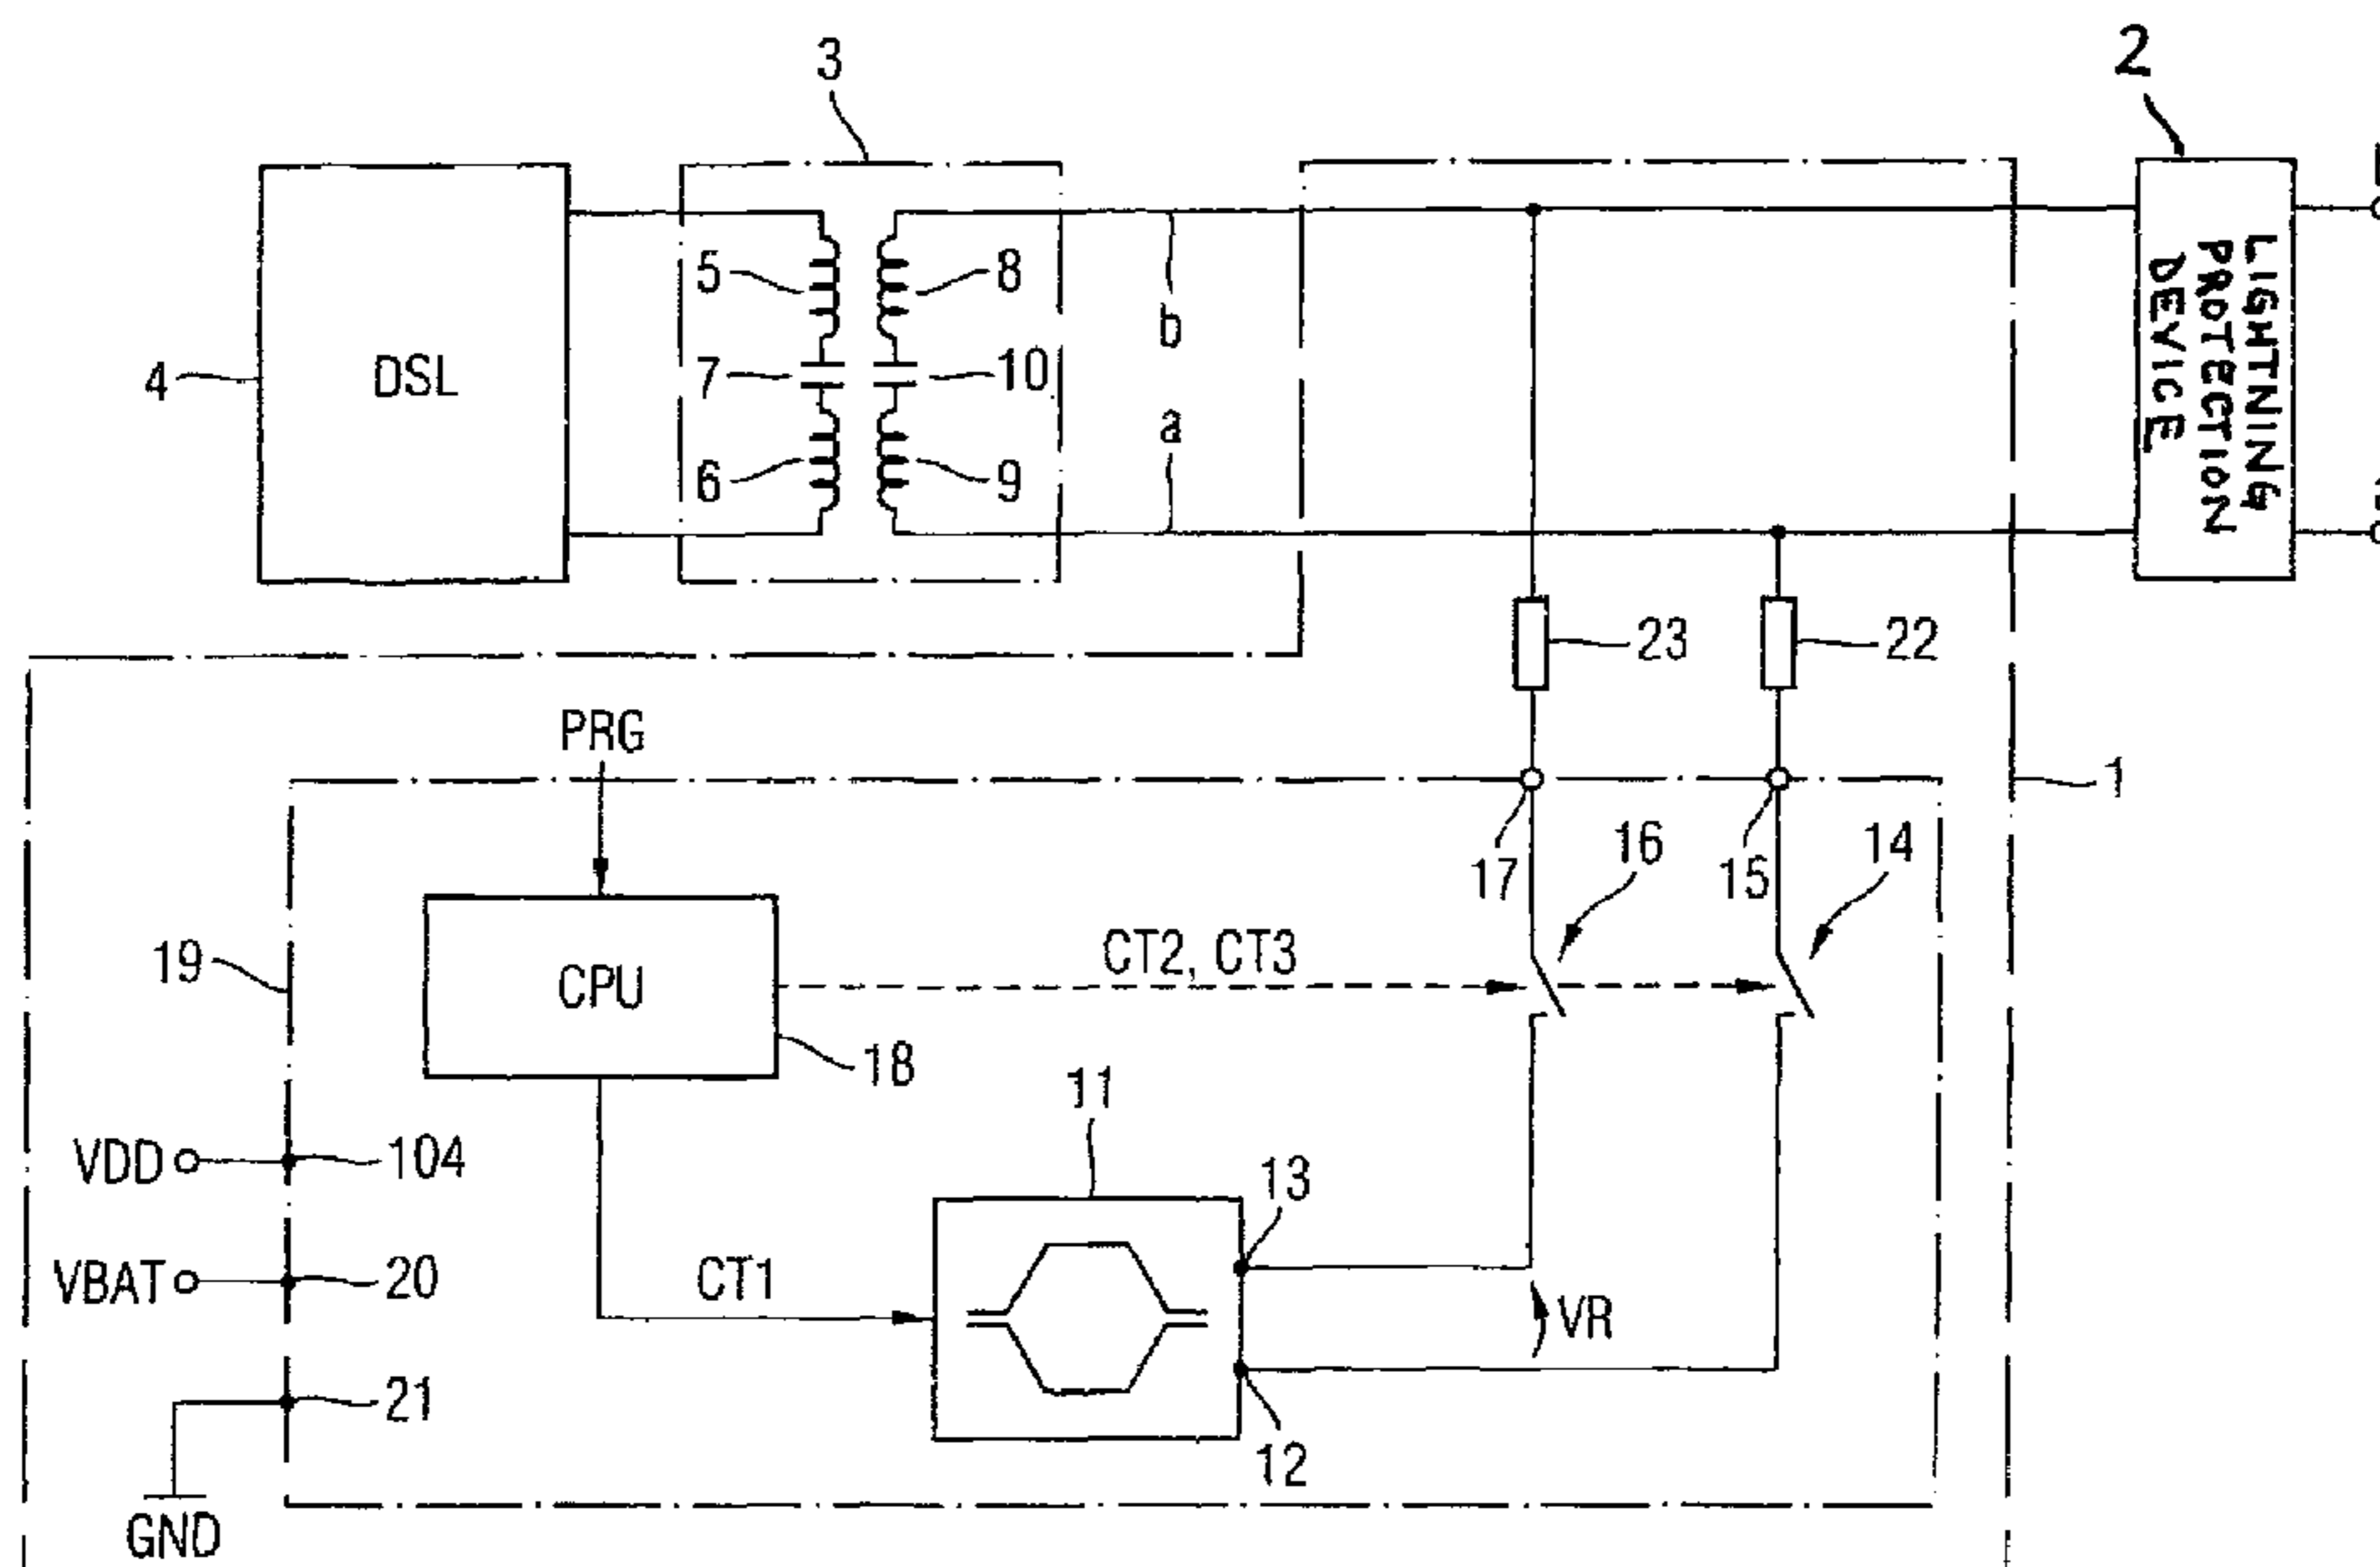 3
2
LIGHTNING
PROTECTION
DEVICE
5
8
b
4
DSL
7
10
a
6
9
23
22
PRG
1
17
16
15
14
19
CPU
CT2, CT3
18
11
VDD
104
13
VBAT
20
CT1
VR
21
12
GND